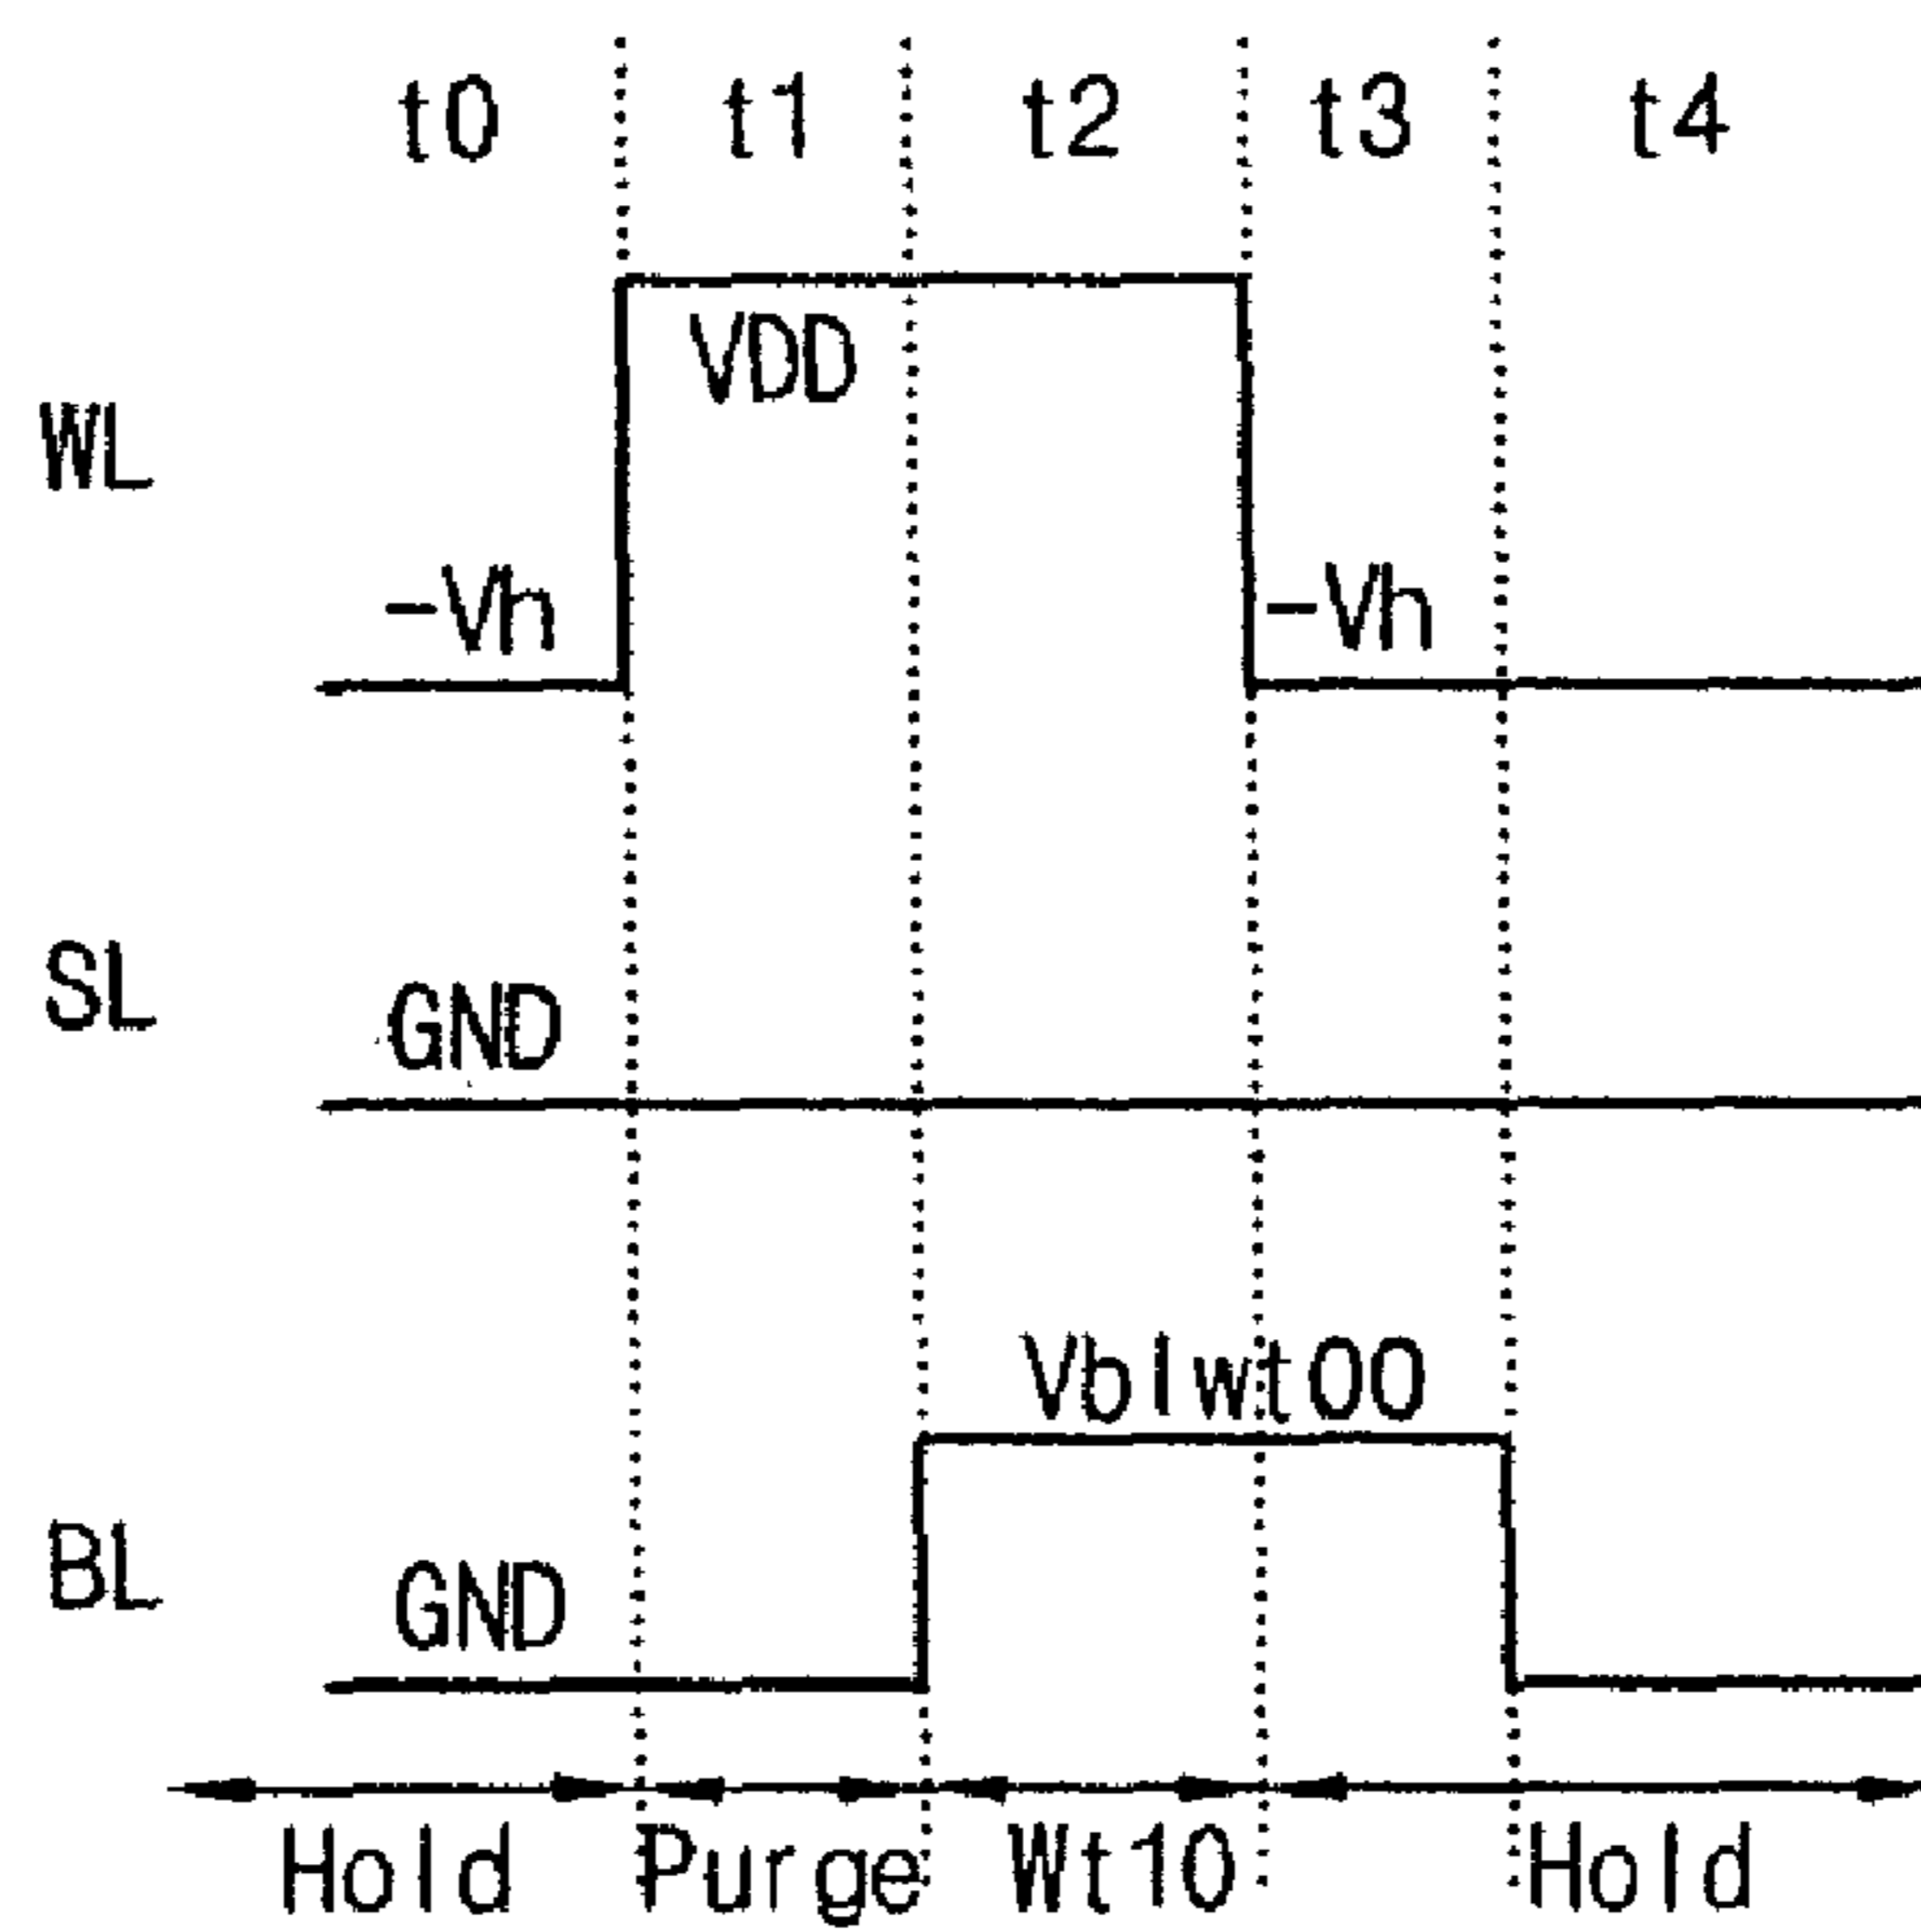 t0 t1 t2 t3 t4
VDD
WL
-Vh -Vh
SL
GND
Vblwt00
BL
GND
Hold Purge Wt10 Hold